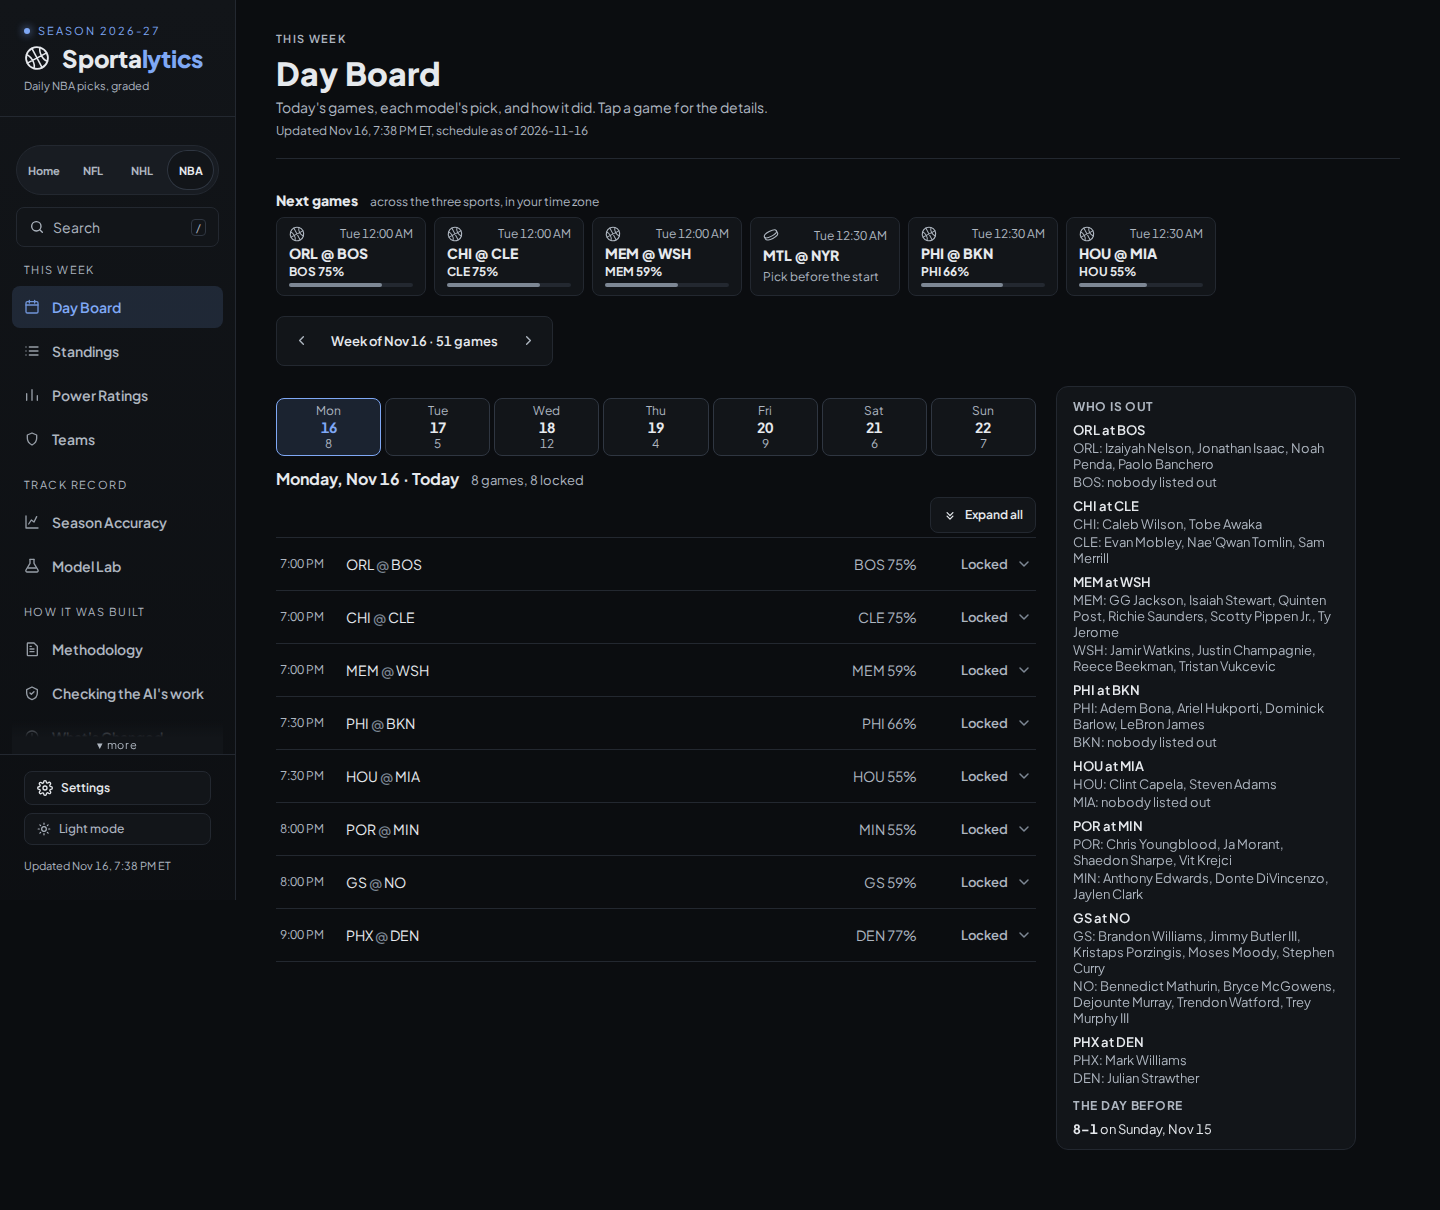 SEASON 2026-27
Sportalytics
Daily NBA picks, graded
Home NFL NHL NBA
Search /
THIS WEEK
Day Board
Standings
Power Ratings
Teams
TRACK RECORD
Season Accuracy
Model Lab
HOW IT WAS BUILT
Methodology
Checking the AI's work
What's Changed
▾ more
Settings
Light mode
Updated Nov 16, 7:38 PM ET
THIS WEEK
Day Board
Today's games, each model's pick, and how it did. Tap a game for the details.
Updated Nov 16, 7:38 PM ET, schedule as of 2026-11-16
Next games across the three sports, in your time zone
Tue 12:00 AM
ORL @ BOS
BOS 75%
Tue 12:00 AM
CHI @ CLE
CLE 75%
Tue 12:00 AM
MEM @ WSH
MEM 59%
Tue 12:30 AM
MTL @ NYR
Pick before the start
Tue 12:30 AM
PHI @ BKN
PHI 66%
Tue 12:30 AM
HOU @ MIA
HOU 55%
Week of Nov 16 · 51 games
Mon
16
8
Tue
17
5
Wed
18
12
Thu
19
4
Fri
20
9
Sat
21
6
Sun
22
7
Monday, Nov 16 · Today 8 games, 8 locked
Expand all
7:00 PM ORL @ BOS BOS 75% Locked
7:00 PM CHI @ CLE CLE 75% Locked
7:00 PM MEM @ WSH MEM 59% Locked
7:30 PM PHI @ BKN PHI 66% Locked
7:30 PM HOU @ MIA HOU 55% Locked
8:00 PM POR @ MIN MIN 55% Locked
8:00 PM GS @ NO GS 59% Locked
9:00 PM PHX @ DEN DEN 77% Locked
WHO IS OUT
ORL at BOS
ORL: Izaiyah Nelson, Jonathan Isaac, Noah
Penda, Paolo Banchero
BOS: nobody listed out
CHI at CLE
CHI: Caleb Wilson, Tobe Awaka
CLE: Evan Mobley, Nae'Qwan Tomlin, Sam
Merrill
MEM at WSH
MEM: GG Jackson, Isaiah Stewart, Quinten
Post, Richie Saunders, Scotty Pippen Jr., Ty
Jerome
WSH: Jamir Watkins, Justin Champagnie,
Reece Beekman, Tristan Vukcevic
PHI at BKN
PHI: Adem Bona, Ariel Hukporti, Dominick
Barlow, LeBron James
BKN: nobody listed out
HOU at MIA
HOU: Clint Capela, Steven Adams
MIA: nobody listed out
POR at MIN
POR: Chris Youngblood, Ja Morant,
Shaedon Sharpe, Vit Krejci
MIN: Anthony Edwards, Donte DiVincenzo,
Jaylen Clark
GS at NO
GS: Brandon Williams, Jimmy Butler III,
Kristaps Porzingis, Moses Moody, Stephen
Curry
NO: Bennedict Mathurin, Bryce McGowens,
Dejounte Murray, Trendon Watford, Trey
Murphy III
PHX at DEN
PHX: Mark Williams
DEN: Julian Strawther
THE DAY BEFORE
8–1 on Sunday, Nov 15